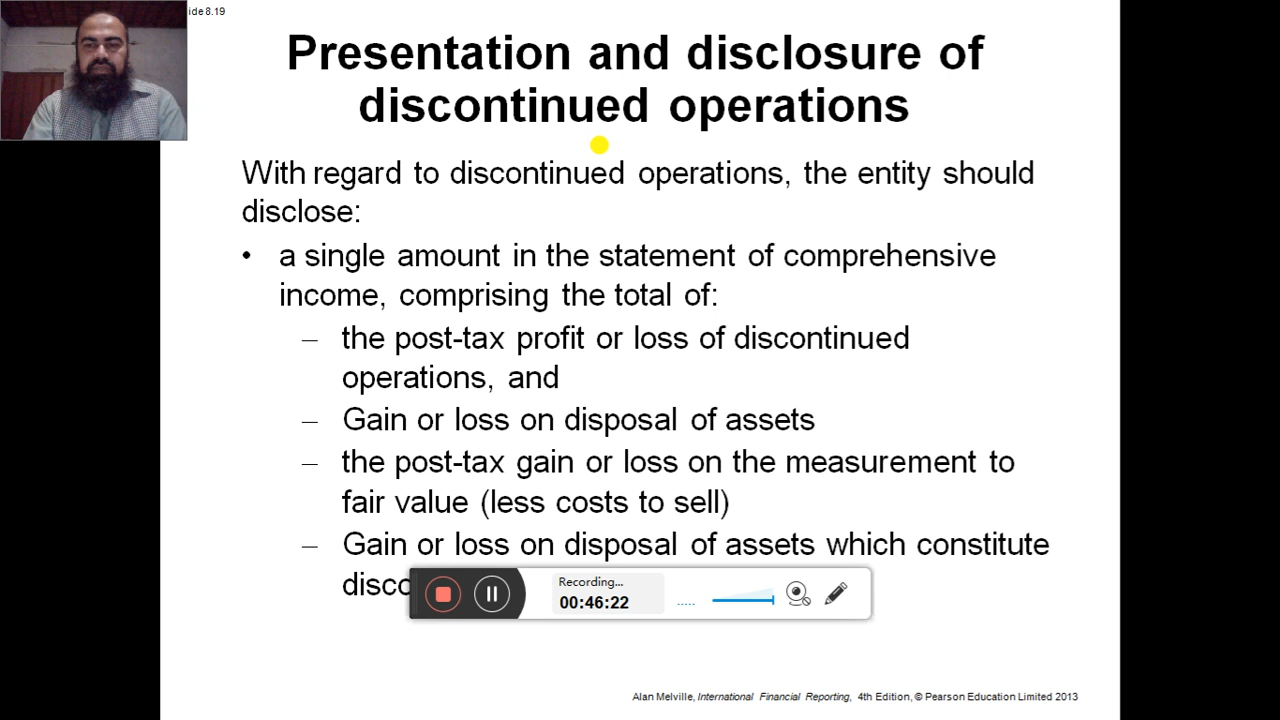 ide 8.19
Presentation and disclosure of
discontinued operations
With regard to discontinued operations, the entity should
disclose:
• a single amount in the statement of comprehensive
income, comprising the total of:
– the post-tax profit or loss of discontinued
operations, and
– Gain or loss on disposal of assets
– the post-tax gain or loss on the measurement to
fair value (less costs to sell)
– Gain or loss on disposal of assets which constitute
disco
Recording...
00:46:22
Alan Melville, International Financial Reporting, 4th Edition, © Pearson Education Limited 2013